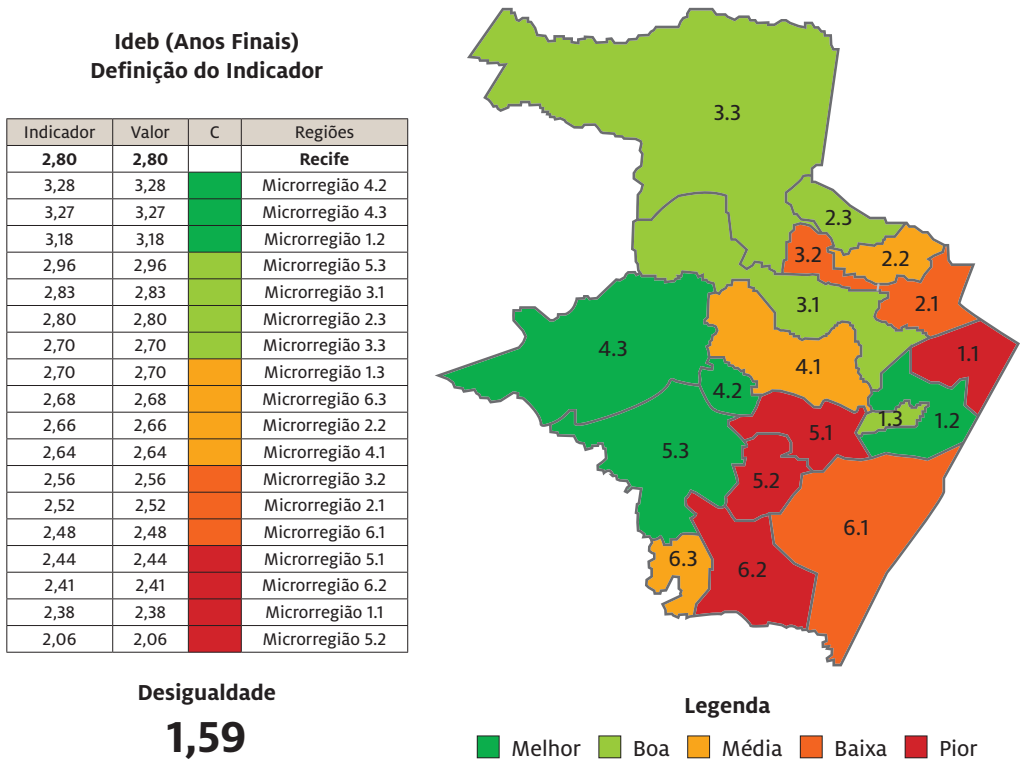 Ideb (Anos Finais)
Definição do Indicador
Indicador Valor C Regiões
2,80 2,80 Recife
3,28 3,28 Microrregião 4.2
3,27 3,27 Microrregião 4.3
3,18 3,18 Microrregião 1.2
2,96 2,96 Microrregião 5.3
2,83 2,83 Microrregião 3.1
2,80 2,80 Microrregião 2.3
2,70 2,70 Microrregião 3.3
2,70 2,70 Microrregião 1.3
2,68 2,68 Microrregião 6.3
2,66 2,66 Microrregião 2.2
2,64 2,64 Microrregião 4.1
2,56 2,56 Microrregião 3.2
2,52 2,52 Microrregião 2.1
2,48 2,48 Microrregião 6.1
2,44 2,44 Microrregião 5.1
2,41 2,41 Microrregião 6.2
2,38 2,38 Microrregião 1.1
2,06 2,06 Microrregião 5.2
Desigualdade
1,59
3.3
2.3
3.2
2.2
3.1
2.1
4.3
4.1
1.1
4.2
1.3
1.2
5.1
5.3
5.2
6.1
6.3
6.2
Legenda
Melhor Boa Média Baixa Pior